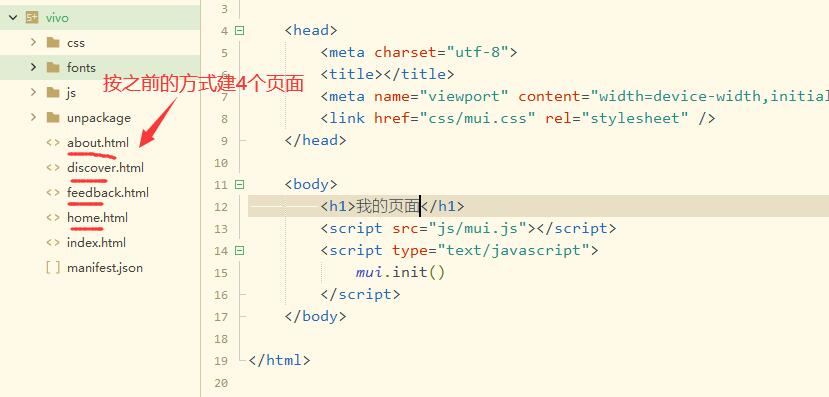 vivo
css
fonts
js
unpackage
about.html
discover.html
feedback.html
home.html
index.html
manifest.json
按之前的方式建4个页面
3
4 <head>
5 <meta charset="utf-8">
6 <title></title>
7 <meta name="viewport" content="width=device-width,initial
8 <link href="css/mui.css" rel="stylesheet" />
9 </head>
10
11 <body>
12 <h1>我的页面</h1>
13 <script src="js/mui.js"></script>
14 <script type="text/javascript">
15 mui.init()
16 </script>
17 </body>
18
19 </html>
20